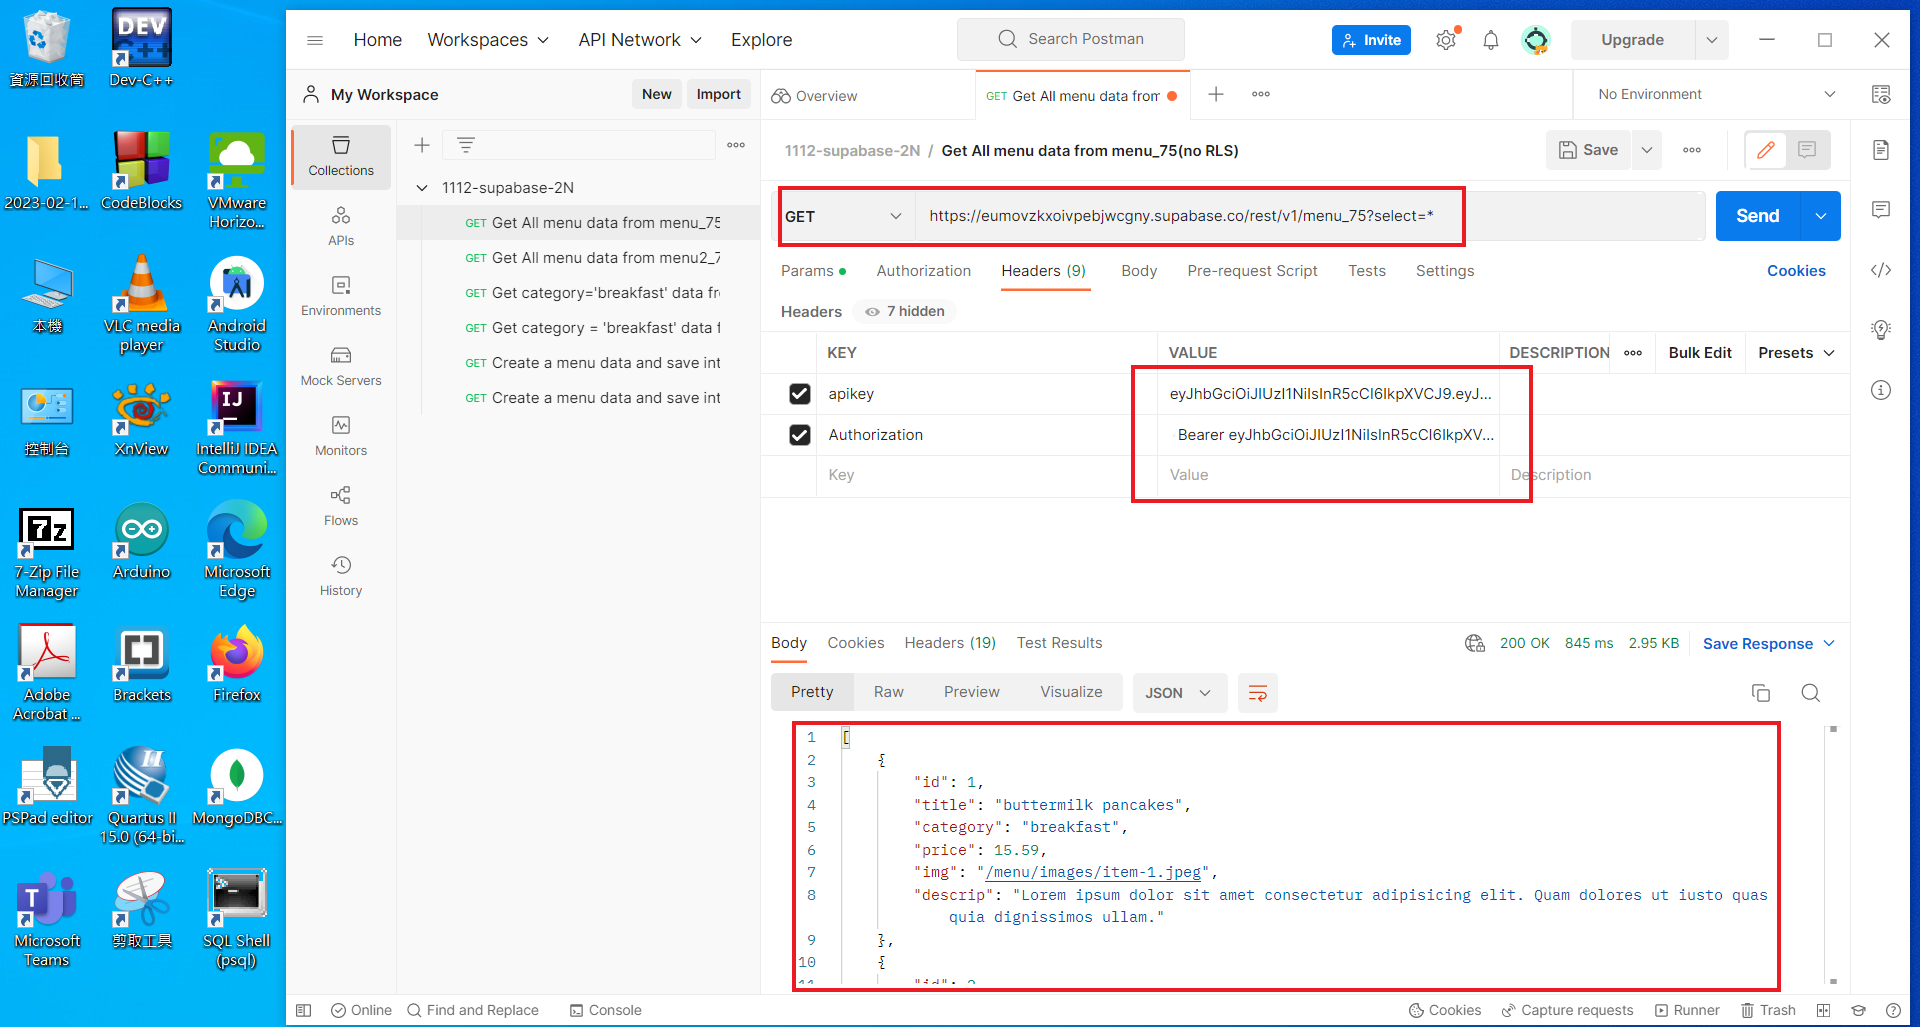 資源回收筒
Dev-C++
2023-02-1...
CodeBlocks
VMware Horizo...
本機
VLC media player
Android Studio
控制台
XnView
IntelliJ IDEA Communi...
7-Zip File Manager
Arduino
Microsoft Edge
Adobe Acrobat ...
Brackets
Firefox
PSPad editor
Quartus II 15.0 (64-bi...
MongoDBC...
Microsoft Teams
剪取工具
SQL Shell (psql)
Home Workspaces API Network Explore
Search Postman
Invite
Upgrade
My Workspace
New Import
Overview
GET Get All menu data from
No Environment
Collections
APIs
Environments
Mock Servers
Monitors
Flows
History
1112-supabase-2N
GET Get All menu data from menu_75
GET Get All menu data from menu2_7
GET Get category='breakfast' data fr
GET Get category = 'breakfast' data f
GET Create a menu data and save int
GET Create a menu data and save int
1112-supabase-2N / Get All menu data from menu_75(no RLS)
Save
GET https://eumovzkxoivpebjwcgny.supabase.co/rest/v1/menu_75?select=*
Send
Params Authorization Headers (9) Body Pre-request Script Tests Settings Cookies
Headers 7 hidden
KEY VALUE DESCRIPTION Bulk Edit Presets
apikey eyJhbGciOiJIUzI1NiIsInR5cCI6IkpXVCJ9.eyJ...
Authorization Bearer eyJhbGciOiJIUzI1NiIsInR5cCI6IkpXV...
Key Value Description
Body Cookies Headers (19) Test Results 200 OK 845 ms 2.95 KB Save Response
Pretty Raw Preview Visualize JSON
1 [
2 {
3 "id": 1,
4 "title": "buttermilk pancakes",
5 "category": "breakfast",
6 "price": 15.59,
7 "img": "/menu/images/item-1.jpeg",
8 "descrip": "Lorem ipsum dolor sit amet consectetur adipisicing elit. Quam dolores ut iusto quas
quia dignissimos ullam."
9 },
10 {
11 "id": 2
Online Find and Replace Console Cookies Capture requests Runner Trash